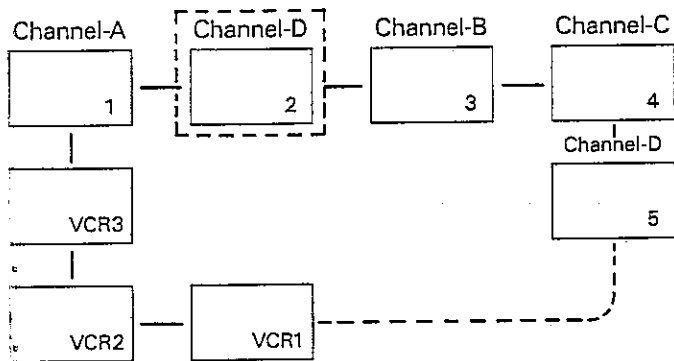 Channel-A
Channel-D
Channel-B
Channel-C
1
2
3
4
Channel-D
VCR3
5
VCR2
VCR1